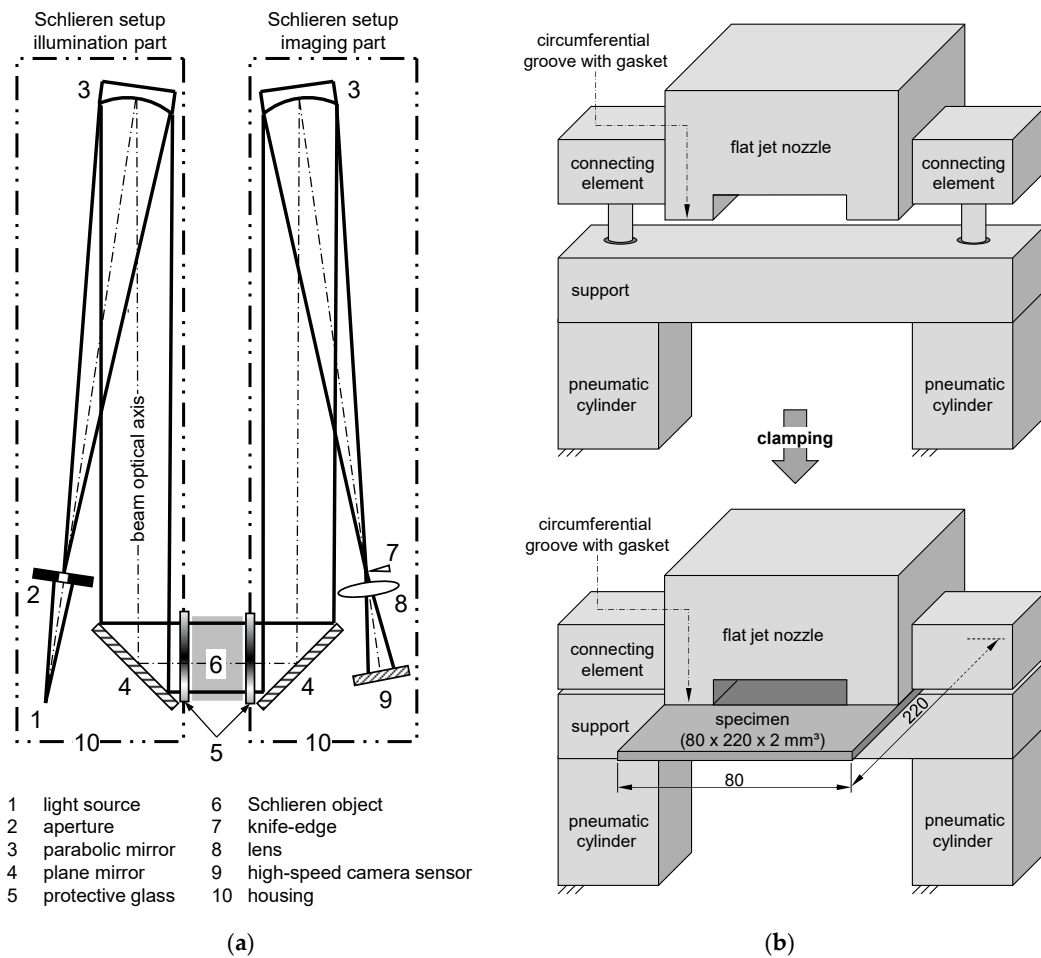 Schlieren setup
illumination part
Schlieren setup
imaging part
3
3
beam optical axis
2
7
8
6
4
4
1
9
10
5
10
1 light source
2 aperture
3 parabolic mirror
4 plane mirror
5 protective glass
6 Schlieren object
7 knife-edge
8 lens
9 high-speed camera sensor
10 housing
(a)
circumferential
groove with gasket
flat jet nozzle
connecting
element
connecting
element
support
pneumatic
cylinder
pneumatic
cylinder
clamping
circumferential
groove with gasket
flat jet nozzle
connecting
element
support
specimen
(80 x 220 x 2 mm³)
220
80
pneumatic
cylinder
pneumatic
cylinder
(b)